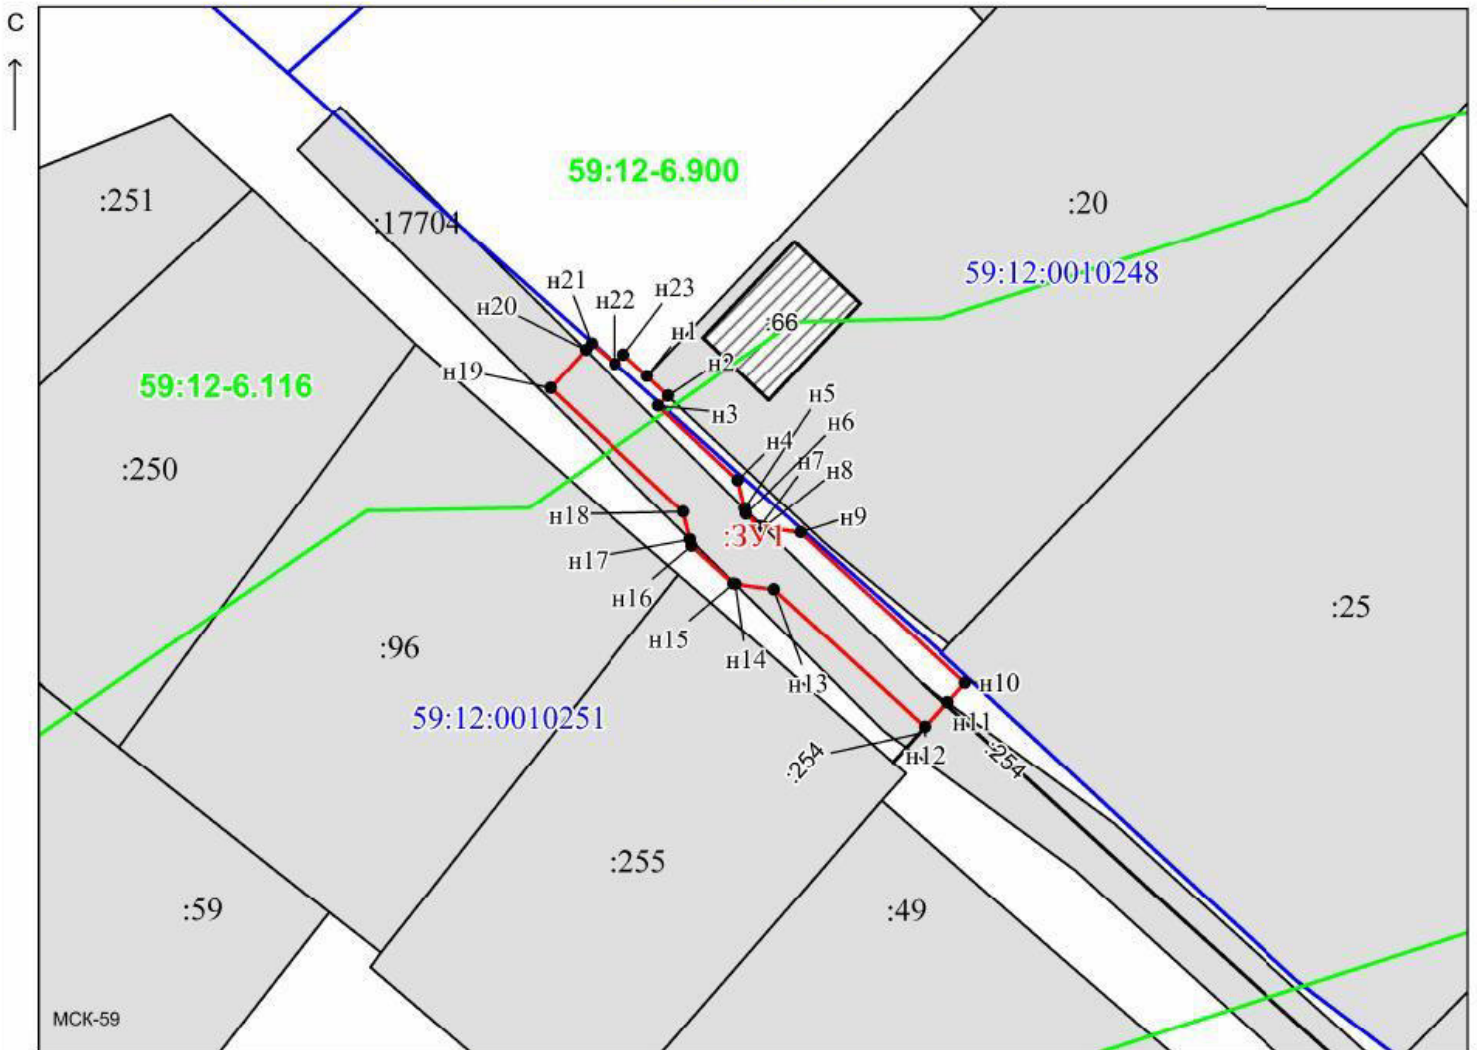 С
59:12-6.900
:251
:17704
:20
59:12:0010248
н21
н22
н23
н20
н1
:66
н2
н19
59:12-6.116
н5
н3
н6
н4
н7
н8
:250
н18
н9
:ЗУ1
н17
н16
:25
н15
:96
н14
н13
н10
59:12:0010251
н11
н12
:254
:254
:255
:59
:49
МСК-59